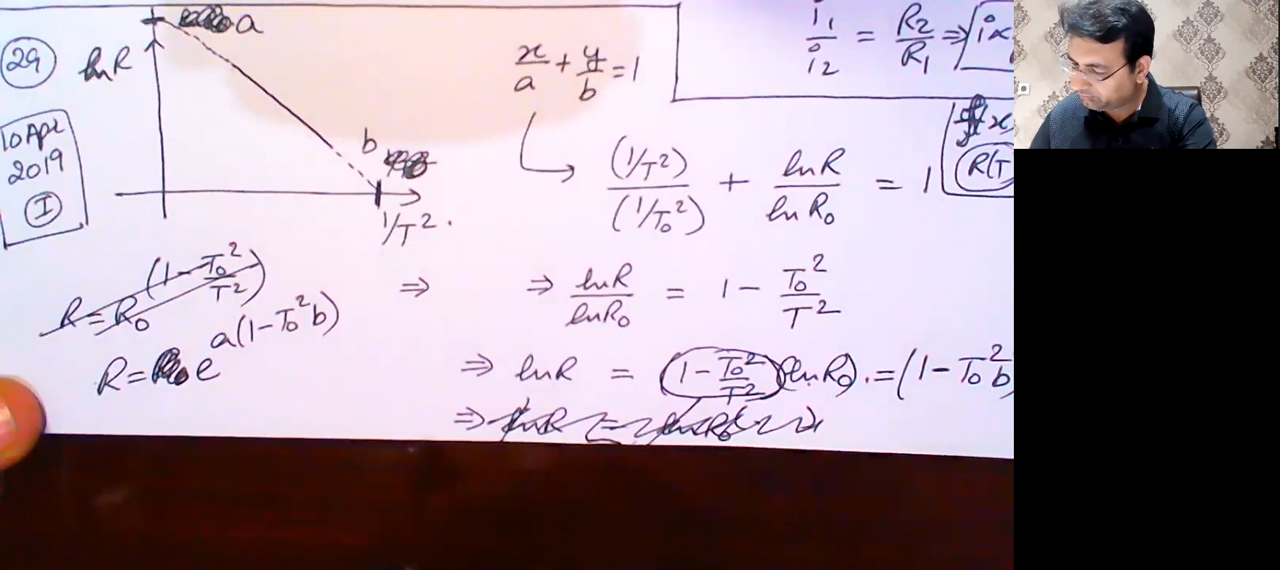 29
ln R
a
b
1/T².
10 Apr
2019
I
x/a + y/b = 1
i₁/i₂ = R₂/R₁ ⇒ i ∝
(1/T²)/(1/T₀²) + ln R/ln R₀ = 1
R(T
⇒ ⇒ ln R/ln R₀ = 1 - T₀²/T²
R = R₀^(1 - T₀²/T²)
R = e^a(1-T₀²b)
⇒ ln R = (1 - T₀²/T²)(ln R₀). = (1 - T₀²b
⇒ ln R =